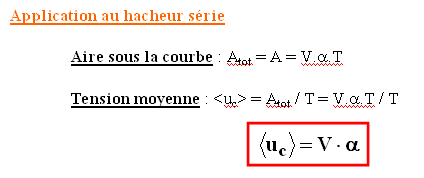 Application au hacheur série
Aire sous la courbe : Atot = A = V.α.T
Tension moyenne : <uc> = Atot / T = V.α.T / T
⟨uc⟩ = V · α